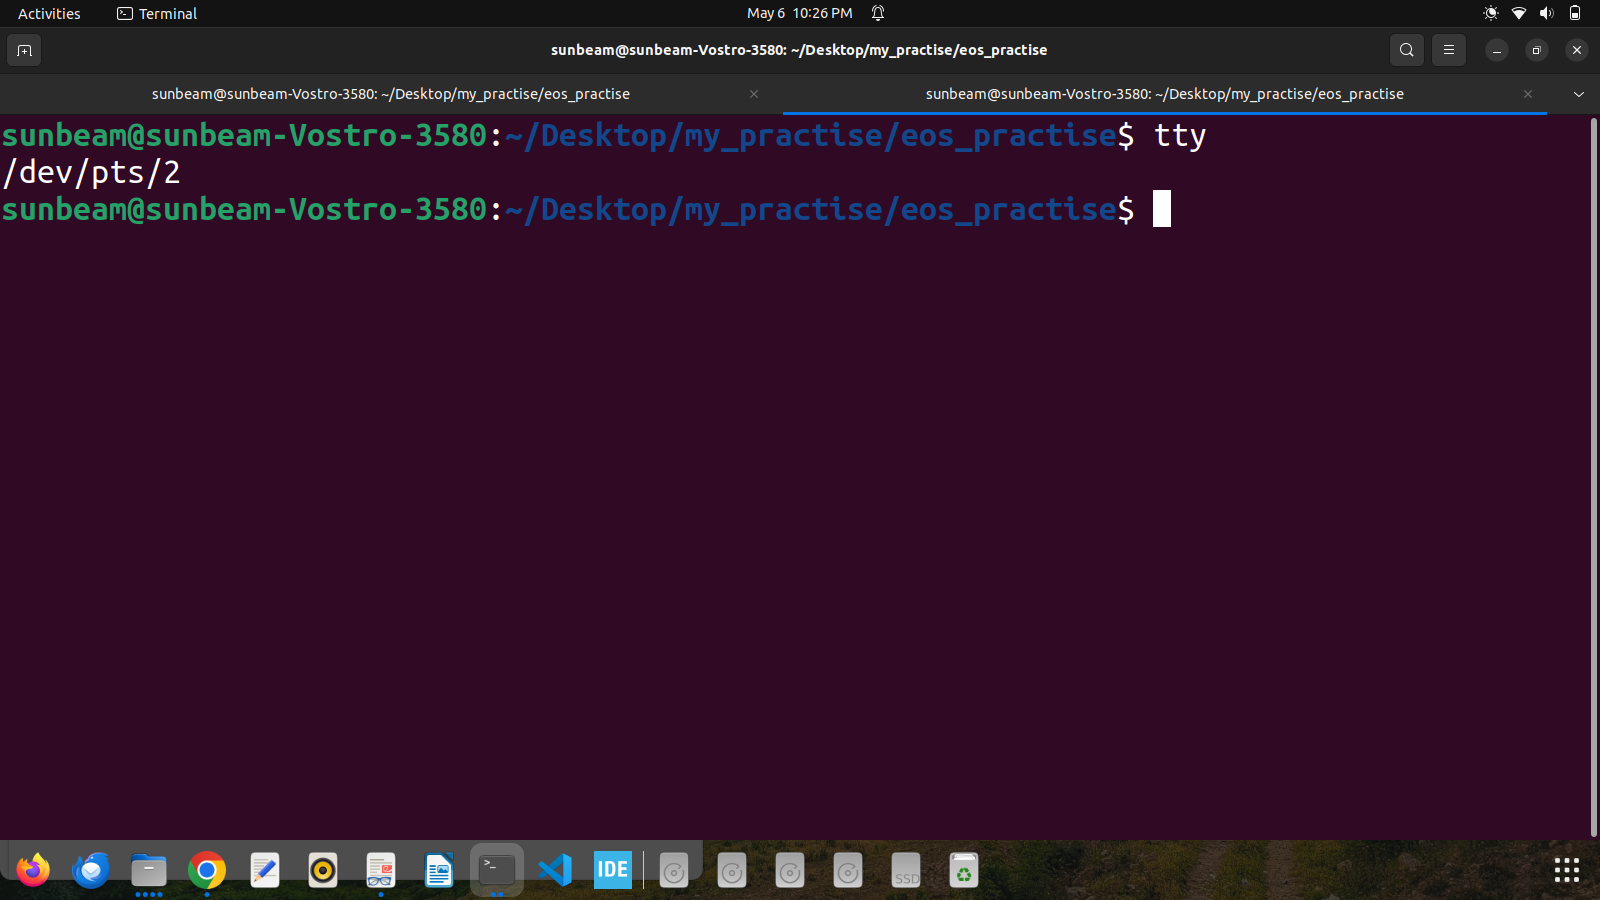 Activities
Terminal
May 6 10:26 PM
sunbeam@sunbeam-Vostro-3580: ~/Desktop/my_practise/eos_practise
sunbeam@sunbeam-Vostro-3580: ~/Desktop/my_practise/eos_practise
sunbeam@sunbeam-Vostro-3580: ~/Desktop/my_practise/eos_practise
sunbeam@sunbeam-Vostro-3580:~/Desktop/my_practise/eos_practise$ tty
/dev/pts/2
sunbeam@sunbeam-Vostro-3580:~/Desktop/my_practise/eos_practise$
>_
IDE
SSD